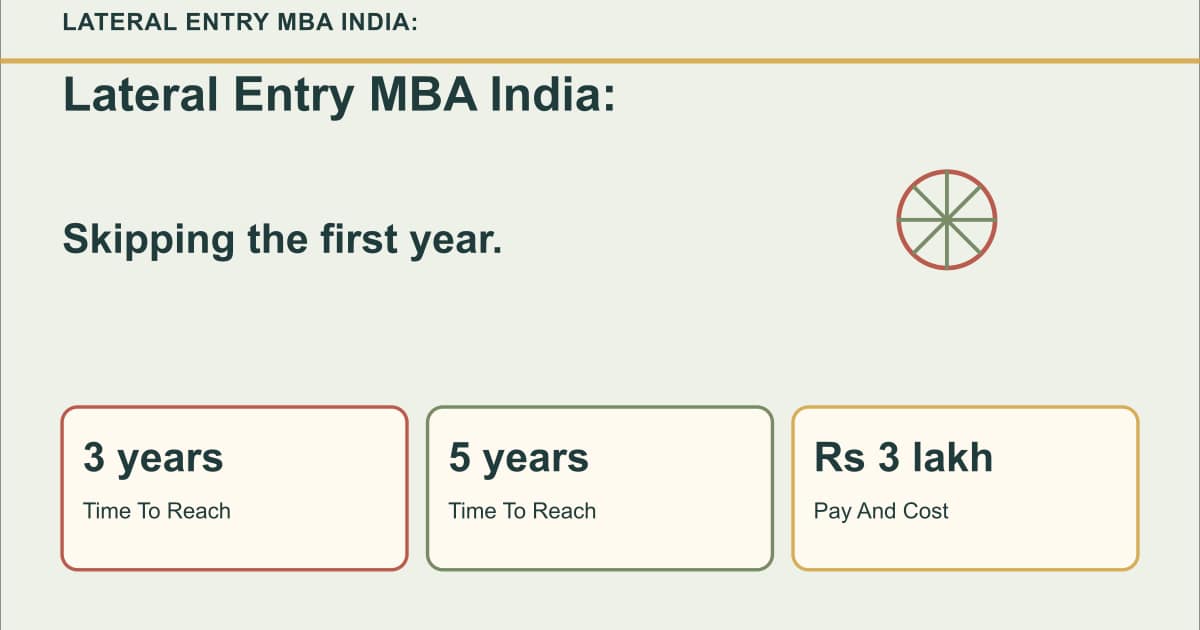 LATERAL ENTRY MBA INDIA:
Lateral Entry MBA India:
Skipping the first year.
3 years
Time To Reach
5 years
Time To Reach
Rs 3 lakh
Pay And Cost